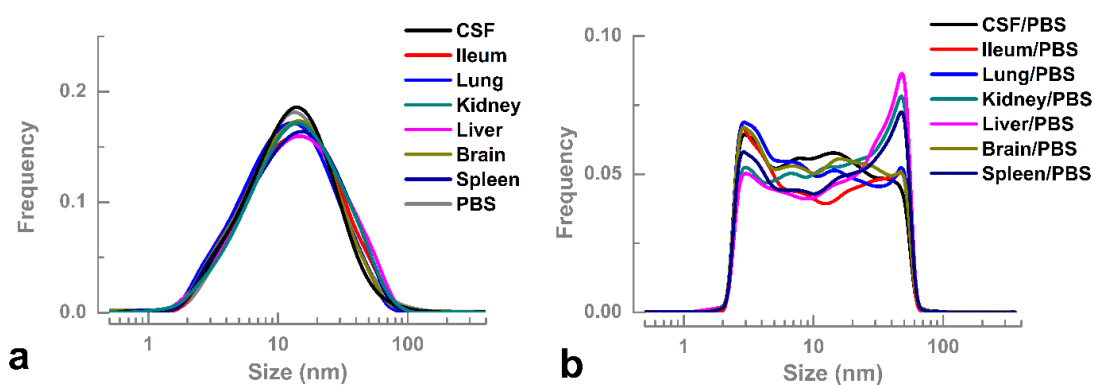 Frequency
0.2
0.1
0.0
1
10
100
Size (nm)
CSF
Ileum
Lung
Kidney
Liver
Brain
Spleen
PBS
a
Frequency
0.10
0.05
0.00
1
10
100
Size (nm)
CSF/PBS
Ileum/PBS
Lung/PBS
Kidney/PBS
Liver/PBS
Brain/PBS
Spleen/PBS
b